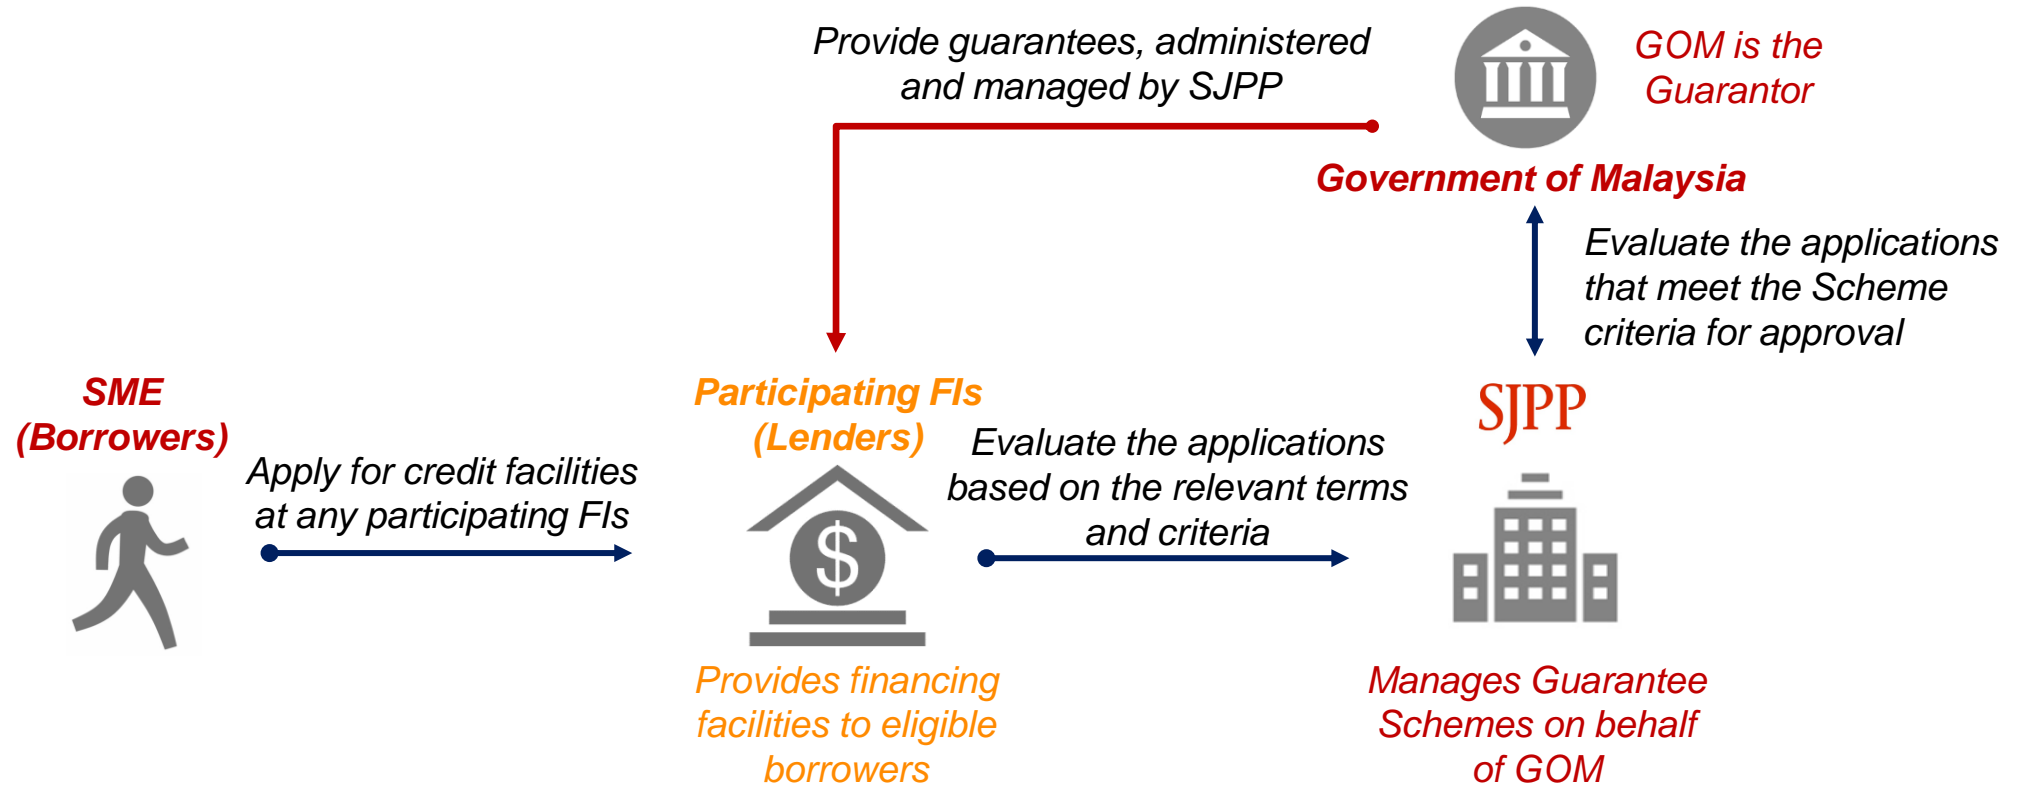 Provide guarantees, administered
and managed by SJPP
GOM is the
Guarantor
Government of Malaysia
Evaluate the applications
that meet the Scheme
criteria for approval
SME
(Borrowers)
Apply for credit facilities
at any participating FIs
Participating FIs
(Lenders)
$
Provides financing
facilities to eligible
borrowers
Evaluate the applications
based on the relevant terms
and criteria
SJPP
Manages Guarantee
Schemes on behalf
of GOM